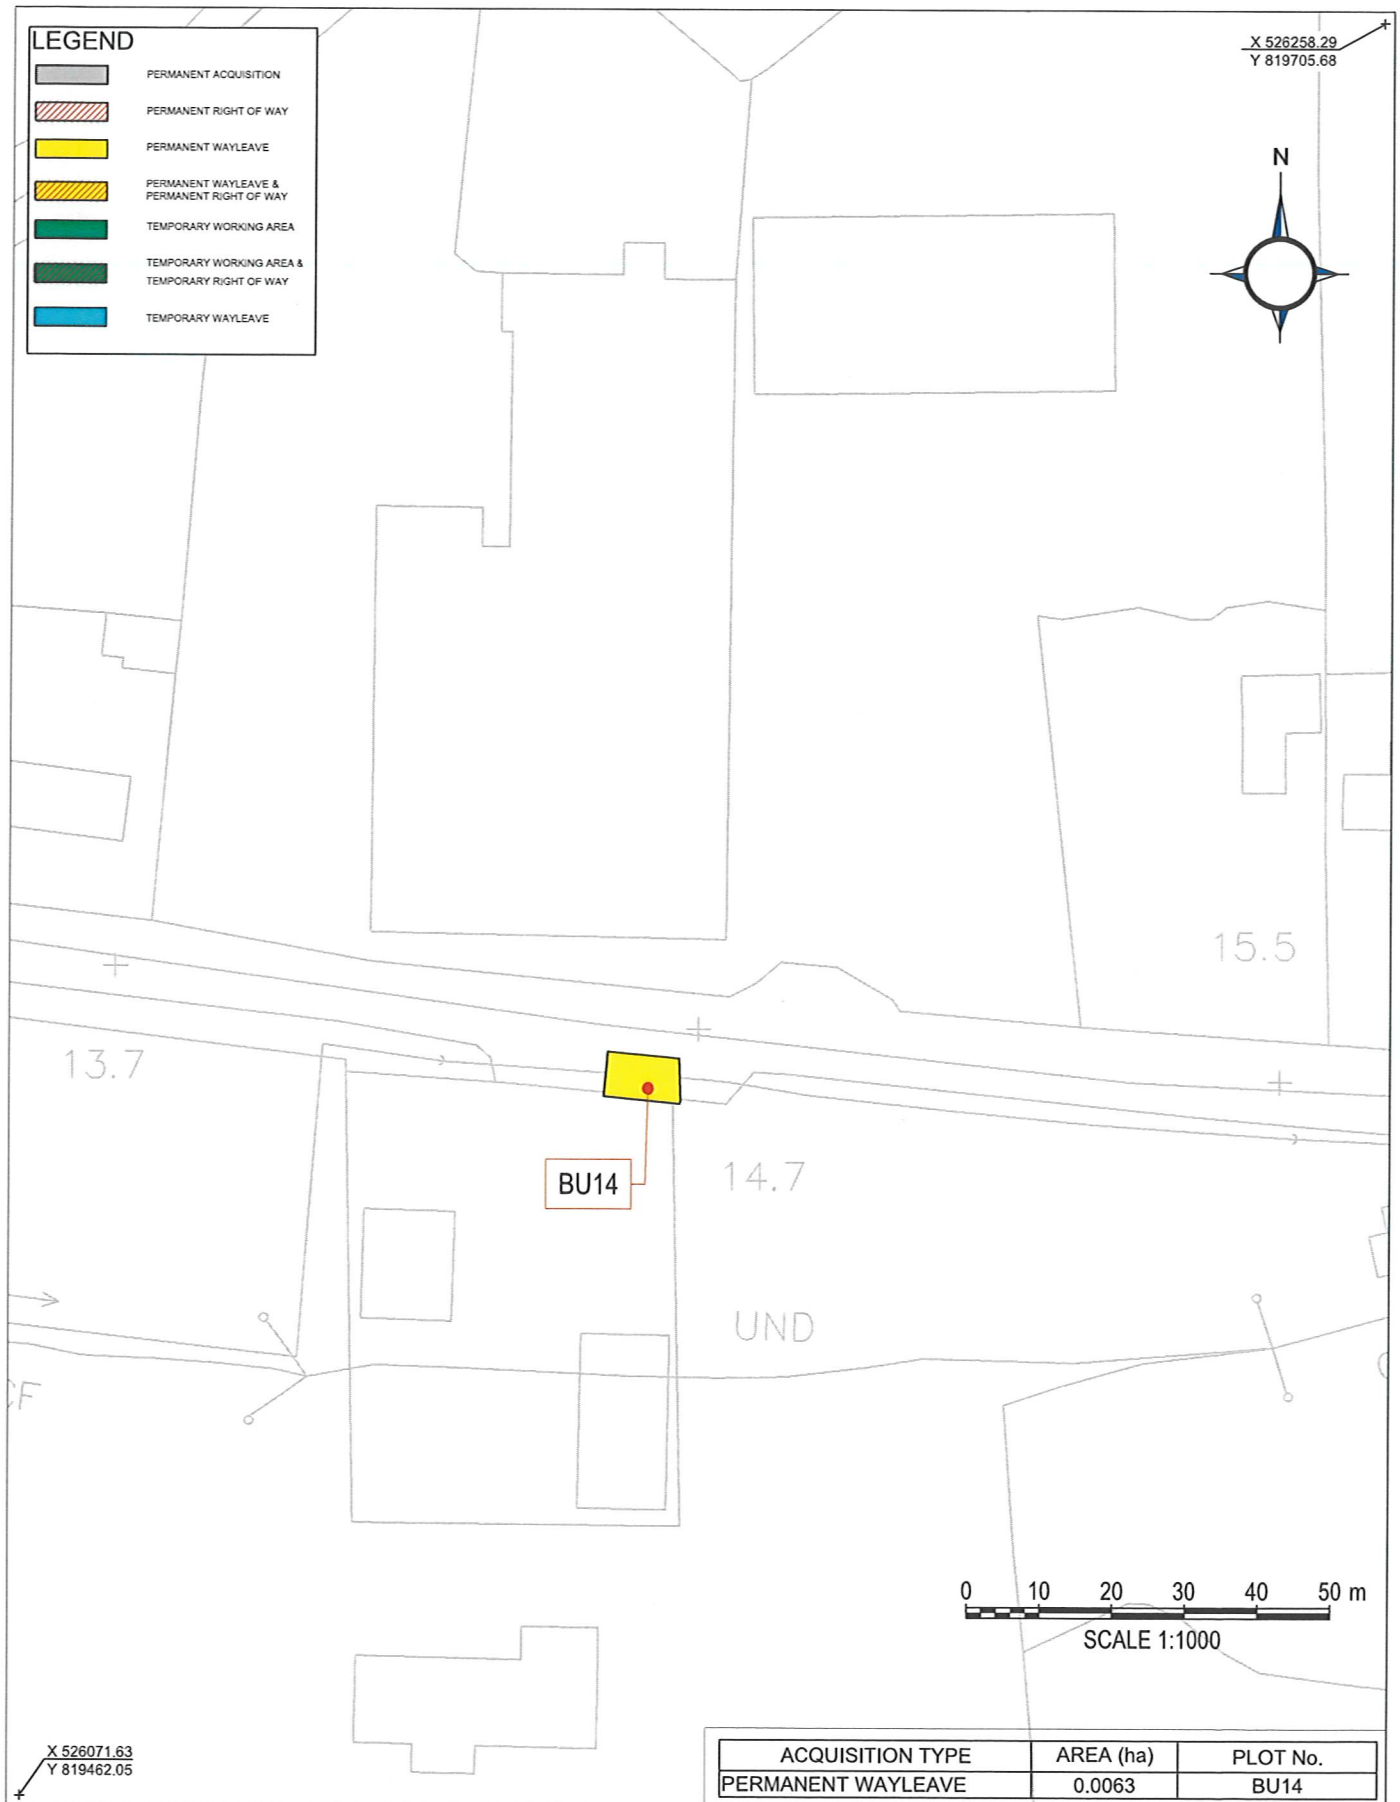 LEGEND
PERMANENT ACQUISITION
PERMANENT RIGHT OF WAY
PERMANENT WAYLEAVE
PERMANENT WAYLEAVE &
PERMANENT RIGHT OF WAY
TEMPORARY WORKING AREA
TEMPORARY WORKING AREA &
TEMPORARY RIGHT OF WAY
TEMPORARY WAYLEAVE
X 526258.29
Y 819705.68
N
15.5
13.7
14.7
BU14
UND
CF
0 10 20 30 40 50 m
SCALE 1:1000
X 526071.63
Y 819462.05
ACQUISITION TYPE AREA (ha) PLOT No.
PERMANENT WAYLEAVE 0.0063 BU14